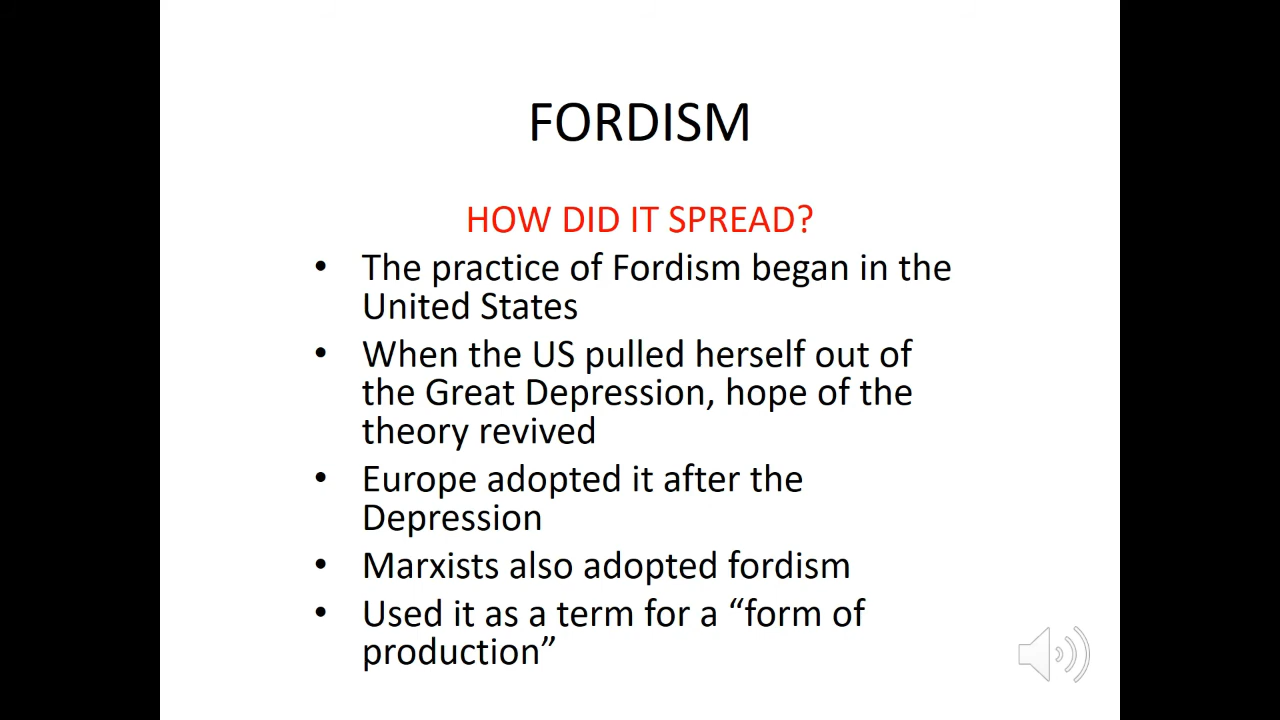 FORDISM
HOW DID IT SPREAD?
• The practice of Fordism began in the
United States
• When the US pulled herself out of
the Great Depression, hope of the
theory revived
• Europe adopted it after the
Depression
• Marxists also adopted fordism
• Used it as a term for a “form of
production”